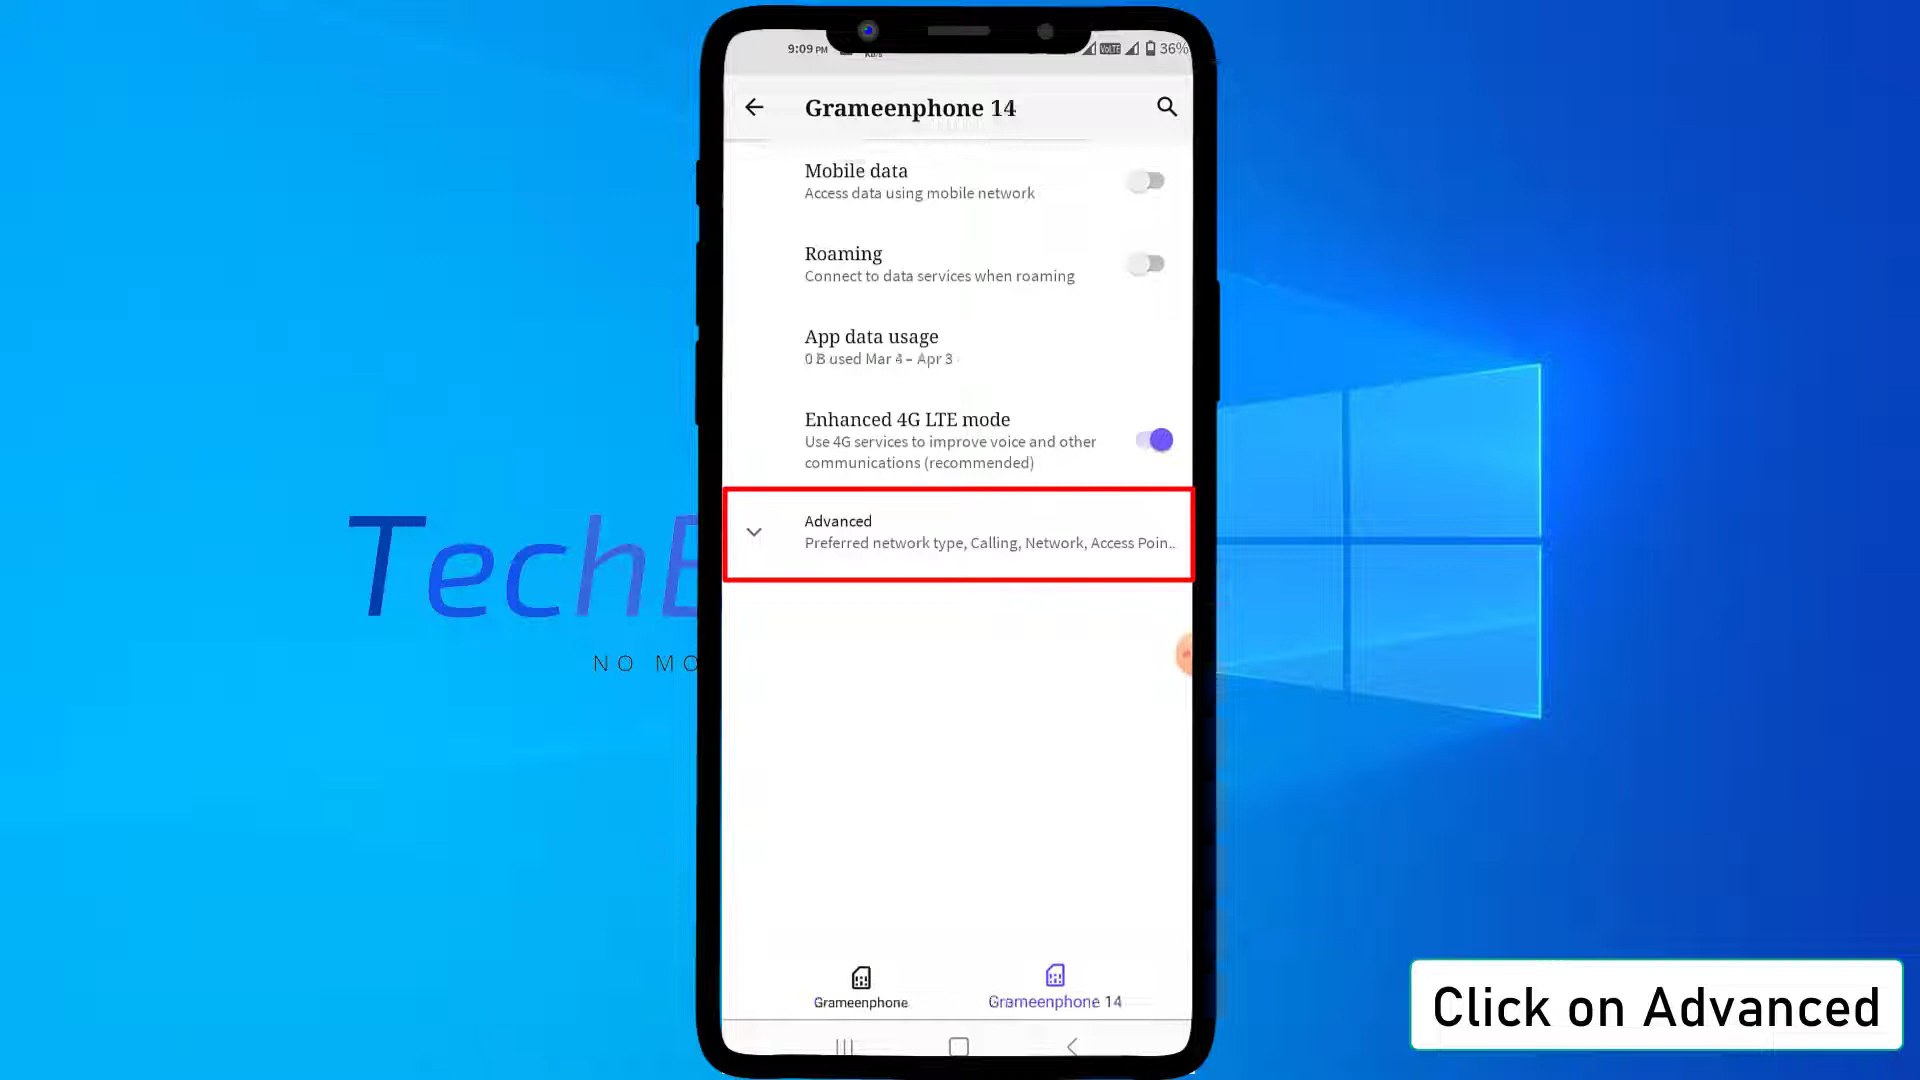 9:09 PM
VoLTE
36%
Grameenphone 14
Mobile data
Access data using mobile network
Roaming
Connect to data services when roaming
App data usage
0 B used Mar 4 – Apr 3
Enhanced 4G LTE mode
Use 4G services to improve voice and other
communications (recommended)
Advanced
Preferred network type, Calling, Network, Access Poin..
Tech
NO MO
Grameenphone
Grameenphone 14
Click on Advanced